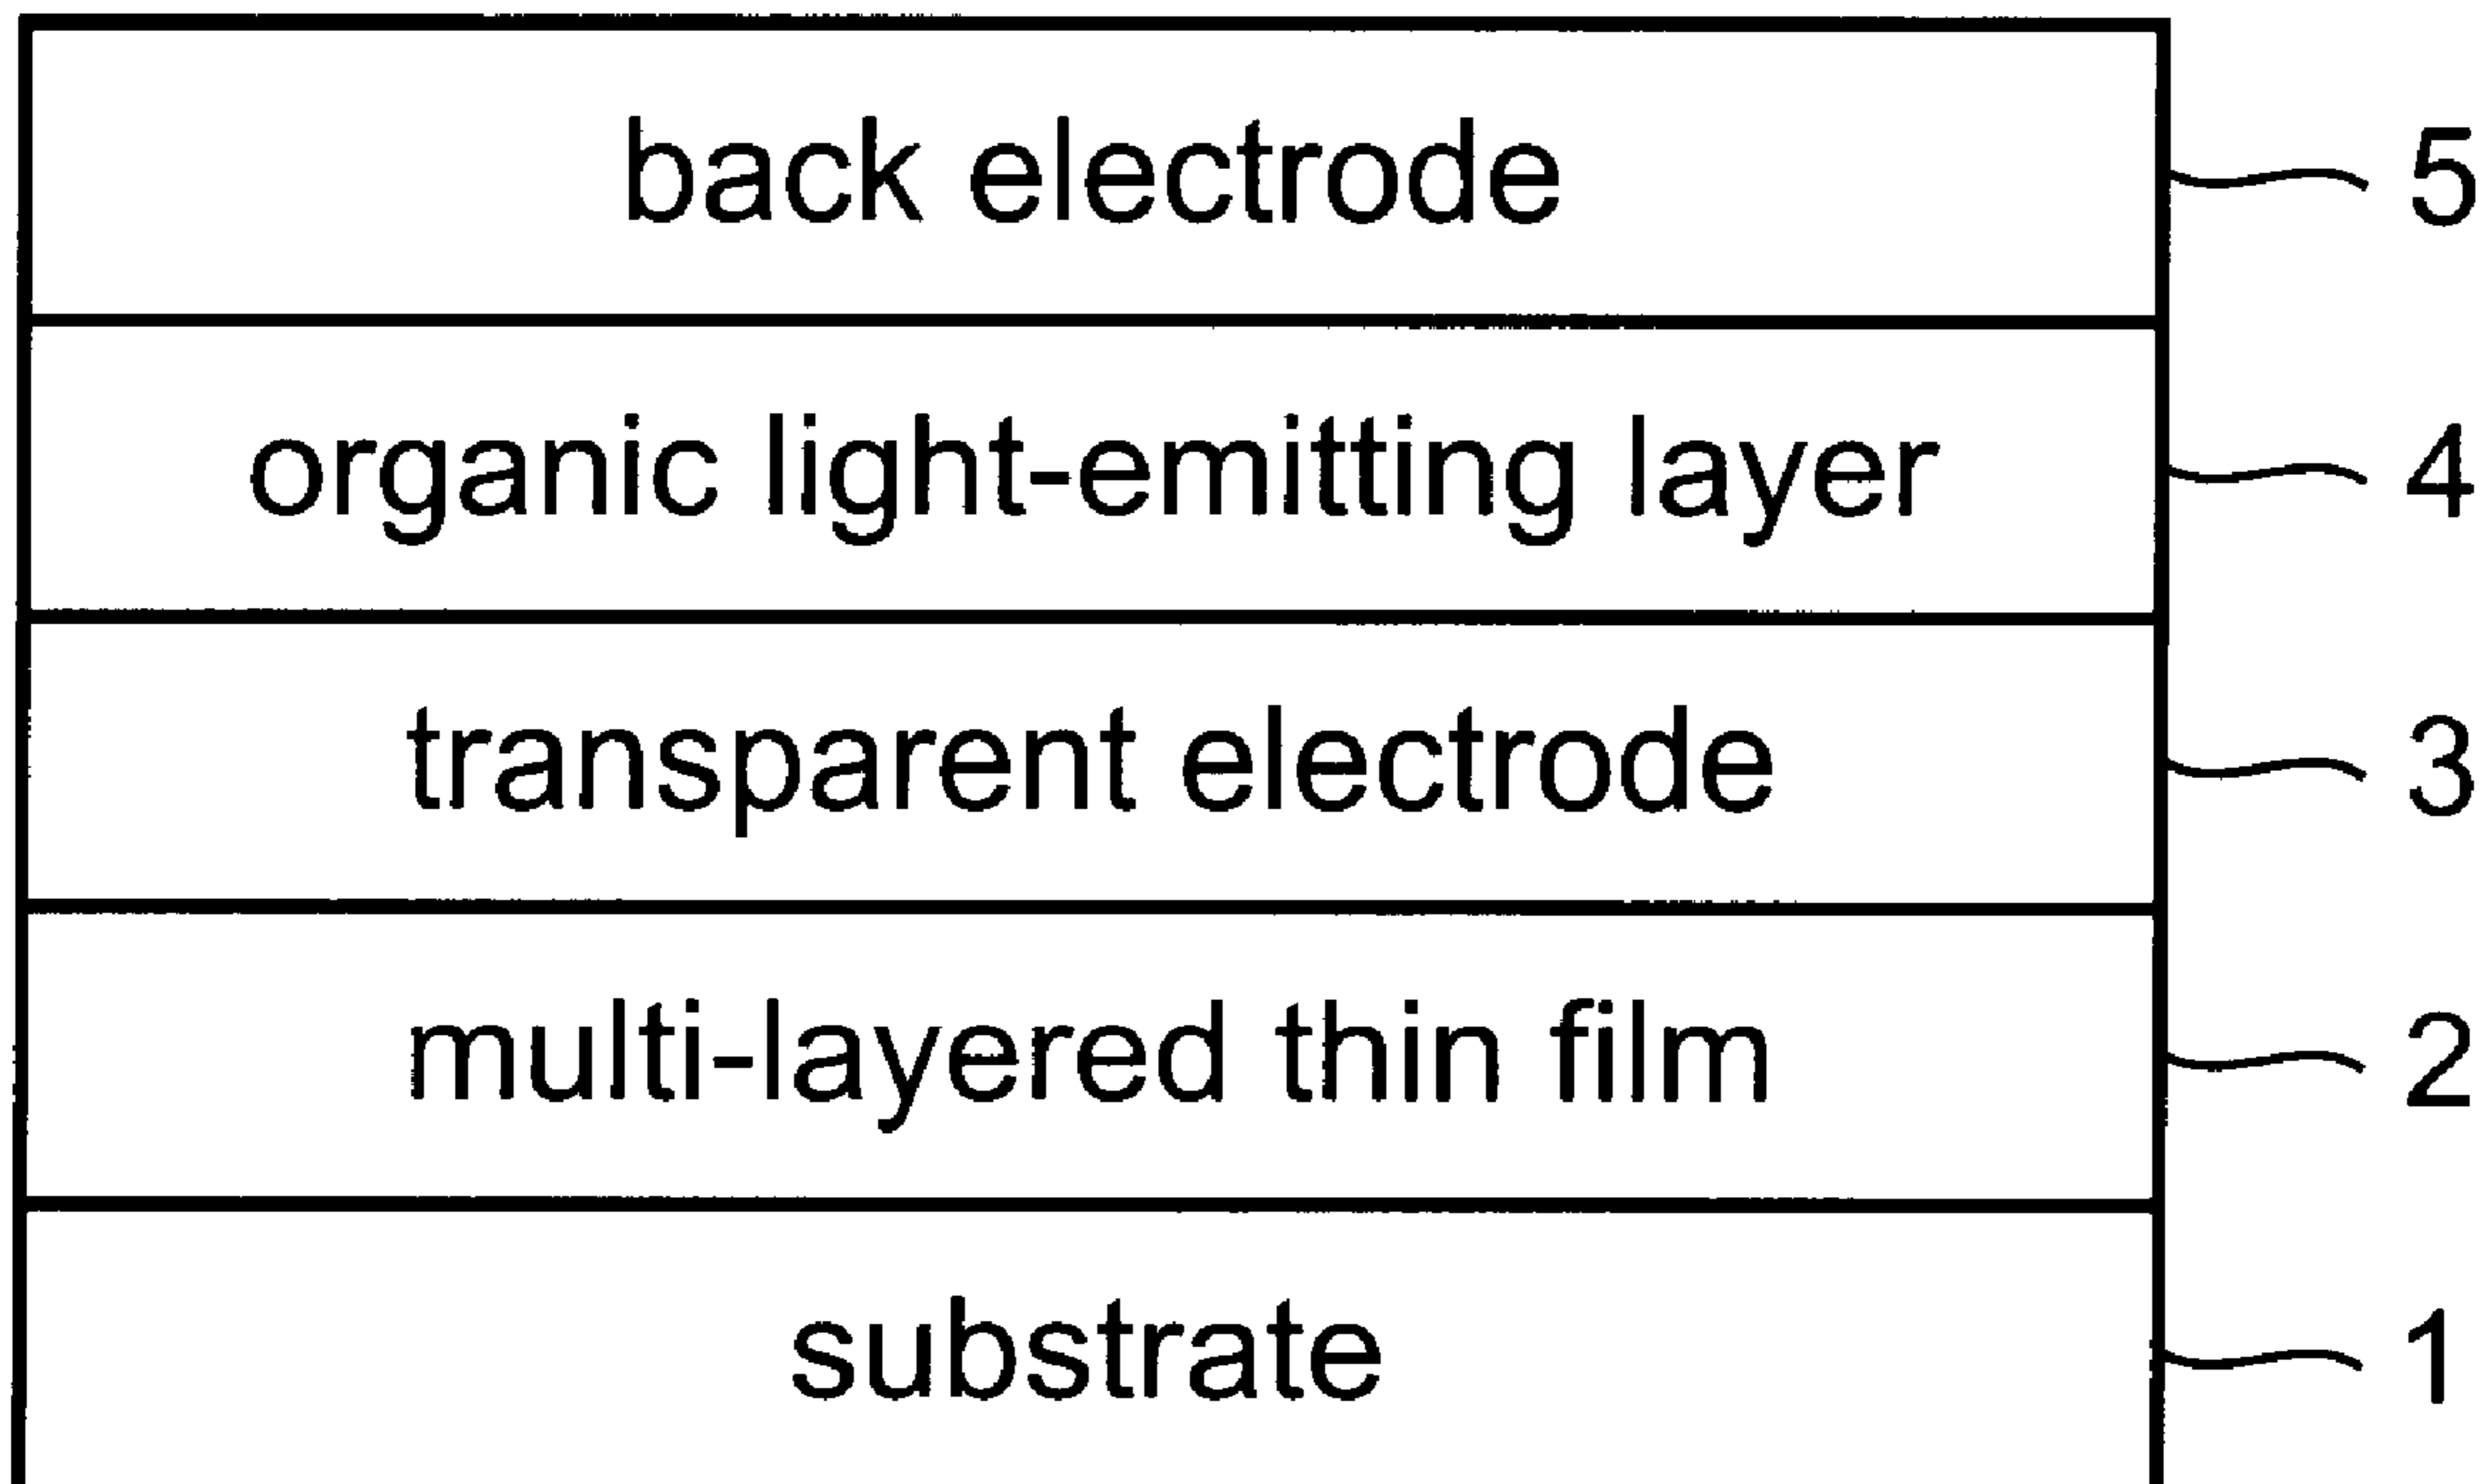 back electrode 5
organic light-emitting layer 4
transparent electrode 3
multi-layered thin film 2
substrate 1